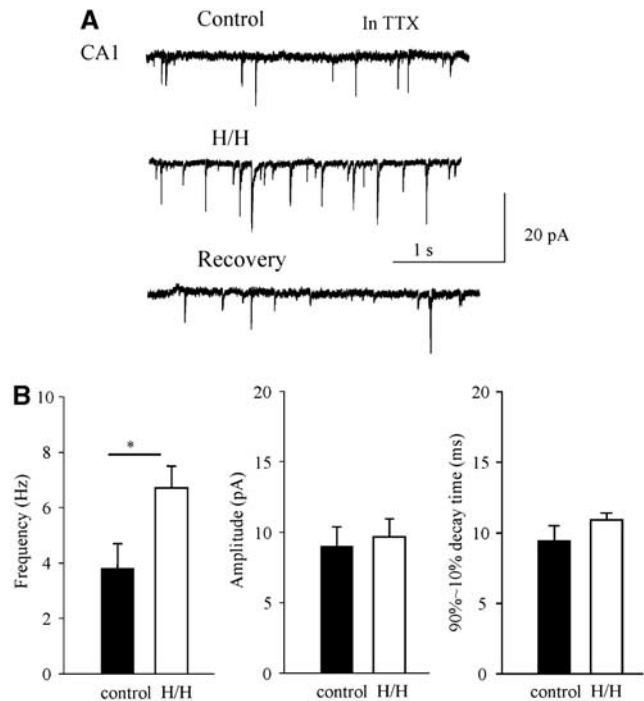 A
Control
In TTX
CA1
H/H
20 pA
1 s
Recovery
B
10
8
6
4
2
0
Frequency (Hz)
*
control H/H
20
15
10
5
0
Amplitude (pA)
control H/H
20
15
10
5
0
90%~10% decay time (ms)
control H/H